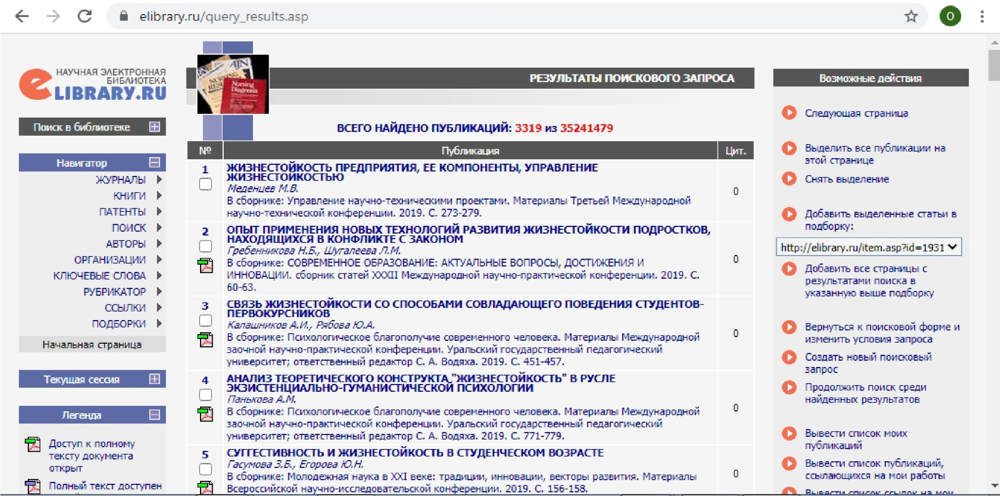 elibrary.ru/query_results.asp
O
НАУЧНАЯ ЭЛЕКТРОННАЯ
БИБЛИОТЕКА
eLIBRARY.RU
Поиск в библиотеке
Навигатор
ЖУРНАЛЫ
КНИГИ
ПАТЕНТЫ
ПОИСК
АВТОРЫ
ОРГАНИЗАЦИИ
КЛЮЧЕВЫЕ СЛОВА
РУБРИКАТОР
ССЫЛКИ
ПОДБОРКИ
Начальная страница
Текущая сессия
Легенда
Доступ к полному
тексту документа
открыт
Полный текст доступен
AJN
Nursing
Diagnosis
РЕЗУЛЬТАТЫ ПОИСКОВОГО ЗАПРОСА
ВСЕГО НАЙДЕНО ПУБЛИКАЦИЙ: 3319 из 35241479
№ Публикация Цит.
1 ЖИЗНЕСТОЙКОСТЬ ПРЕДПРИЯТИЯ, ЕЕ КОМПОНЕНТЫ, УПРАВЛЕНИЕ
ЖИЗНЕСТОЙКОСТЬЮ
Меденцев М.В.
0
В сборнике: Управление научно-техническими проектами. Материалы Третьей Международной
научно-технической конференции. 2019. С. 273-279.
2 ОПЫТ ПРИМЕНЕНИЯ НОВЫХ ТЕХНОЛОГИЙ РАЗВИТИЯ ЖИЗНЕСТОЙКОСТИ ПОДРОСТКОВ,
НАХОДЯЩИХСЯ В КОНФЛИКТЕ С ЗАКОНОМ
Гребенникова Н.Б., Шугалеева Л.М.
В сборнике: СОВРЕМЕННОЕ ОБРАЗОВАНИЕ: АКТУАЛЬНЫЕ ВОПРОСЫ, ДОСТИЖЕНИЯ И
0
ИННОВАЦИИ. сборник статей XXXII Международной научно-практической конференции. 2019. С.
60-63.
3 СВЯЗЬ ЖИЗНЕСТОЙКОСТИ СО СПОСОБАМИ СОВЛАДАЮЩЕГО ПОВЕДЕНИЯ СТУДЕНТОВ-
ПЕРВОКУРСНИКОВ
Калашников А.И., Рябова Ю.А.
В сборнике: Психологическое благополучие современного человека. Материалы Международной
0
заочной научно-практической конференции. Уральский государственный педагогический
университет; ответственный редактор С. А. Водяха. 2019. С. 451-457.
4 АНАЛИЗ ТЕОРЕТИЧЕСКОГО КОНСТРУКТА "ЖИЗНЕСТОЙКОСТЬ" В РУСЛЕ
ЭКЗИСТЕНЦИАЛЬНО-ГУМАНИСТИЧЕСКОЙ ПСИХОЛОГИИ
Панькова А.М.
В сборнике: Психологическое благополучие современного человека. Материалы Международной
0
заочной научно-практической конференции. Уральский государственный педагогический
университет; ответственный редактор С. А. Водяха. 2019. С. 771-779.
5 СУГГЕСТИВНОСТЬ И ЖИЗНЕСТОЙКОСТЬ В СТУДЕНЧЕСКОМ ВОЗРАСТЕ
Гасумова З.Б., Егорова Ю.Н.
В сборнике: Молодежная наука в XXI веке: традиции, инновации, векторы развития. Материалы
0
Всероссийской научно-исследовательской конференции. 2019. С. 156-158.
Возможные действия
Следующая страница
Выделить все публикации на
этой странице
Снять выделение
Добавить выделенные статьи в
подборку:
http://elibrary.ru/item.asp?id=1931
Добавить все страницы с
результатами поиска в
указанную выше подборку
Вернуться к поисковой форме и
изменить условия запроса
Создать новый поисковый
запрос
Продолжить поиск среди
найденных результатов
Вывести список моих
публикаций
Вывести список публикаций,
ссылающихся на мои работы
Вывести список ссылок на мои